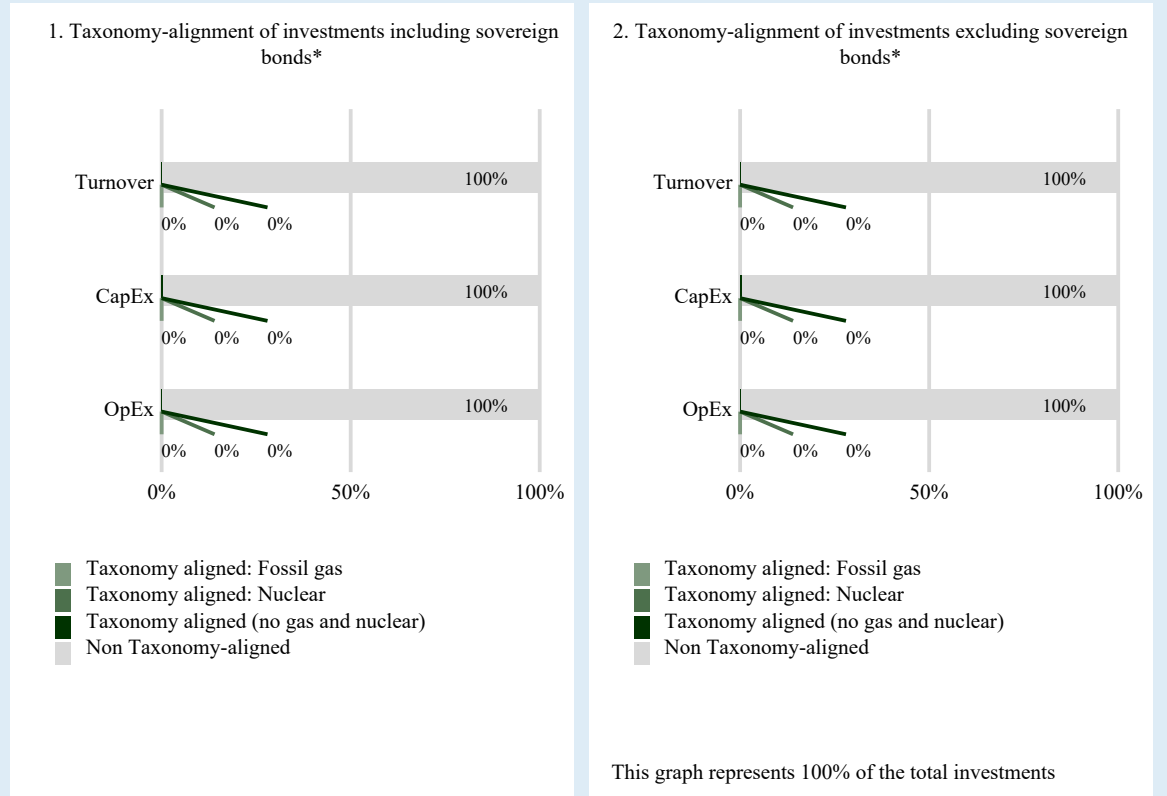 1. Taxonomy-alignment of investments including sovereign
bonds*
Turnover
100%
0% 0% 0%
CapEx
100%
0% 0% 0%
OpEx
100%
0% 0% 0%
0% 50% 100%
Taxonomy aligned: Fossil gas
Taxonomy aligned: Nuclear
Taxonomy aligned (no gas and nuclear)
Non Taxonomy-aligned
2. Taxonomy-alignment of investments excluding sovereign
bonds*
Turnover
100%
0% 0% 0%
CapEx
100%
0% 0% 0%
OpEx
100%
0% 0% 0%
0% 50% 100%
Taxonomy aligned: Fossil gas
Taxonomy aligned: Nuclear
Taxonomy aligned (no gas and nuclear)
Non Taxonomy-aligned
This graph represents 100% of the total investments